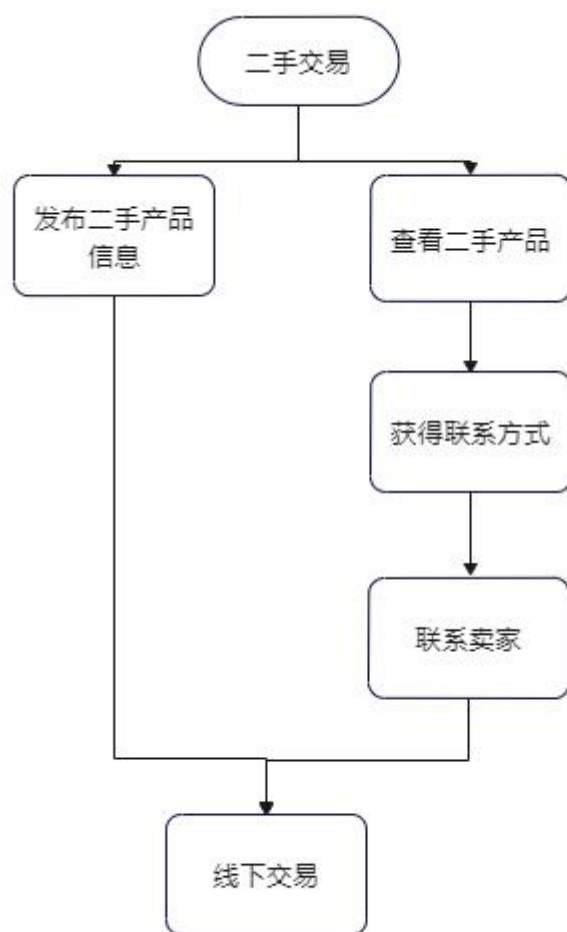 二手交易
发布二手产品
信息
查看二手产品
获得联系方式
联系卖家
线下交易